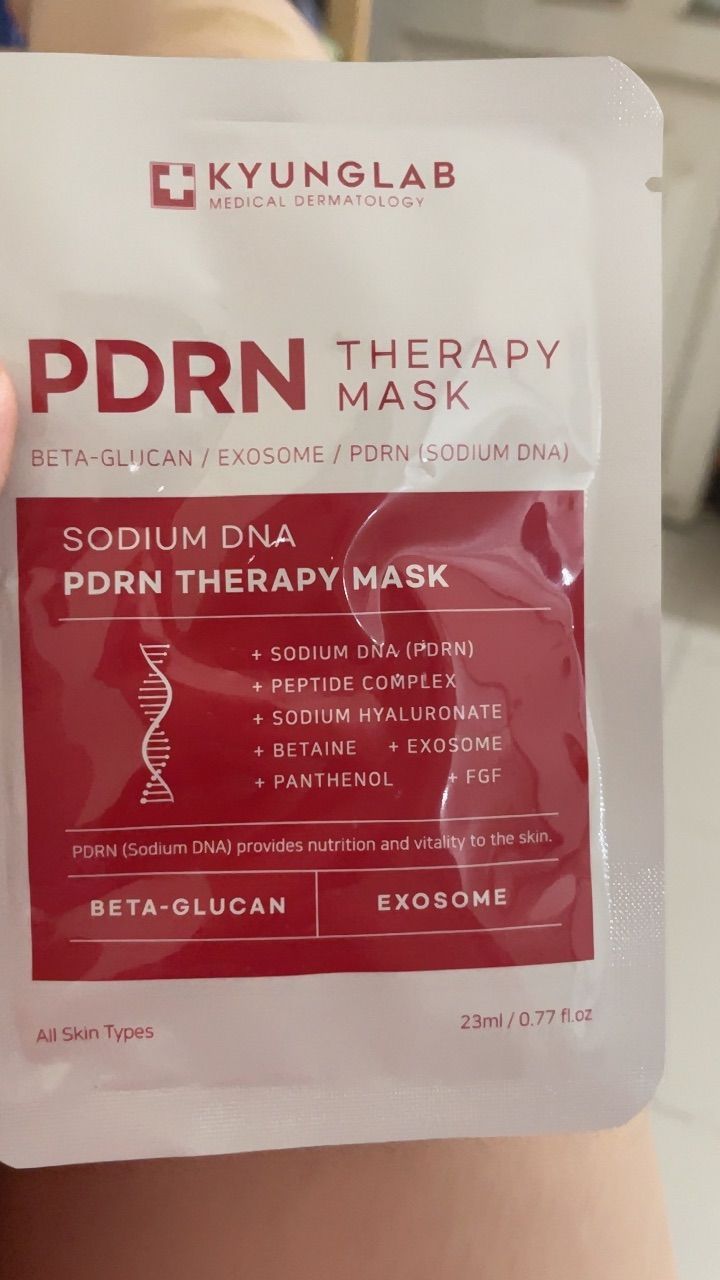 KYUNGLAB
MEDICAL DERMATOLOGY
PDRN THERAPY
MASK
BETA-GLUCAN / EXOSOME / PDRN (SODIUM DNA)
SODIUM DNA
PDRN THERAPY MASK
+ SODIUM DNA (PDRN)
+ PEPTIDE COMPLEX
+ SODIUM HYALURONATE
+ BETAINE + EXOSOME
+ PANTHENOL + FGF
PDRN (Sodium DNA) provides nutrition and vitality to the skin.
BETA-GLUCAN EXOSOME
All Skin Types 23ml / 0.77 fl.oz